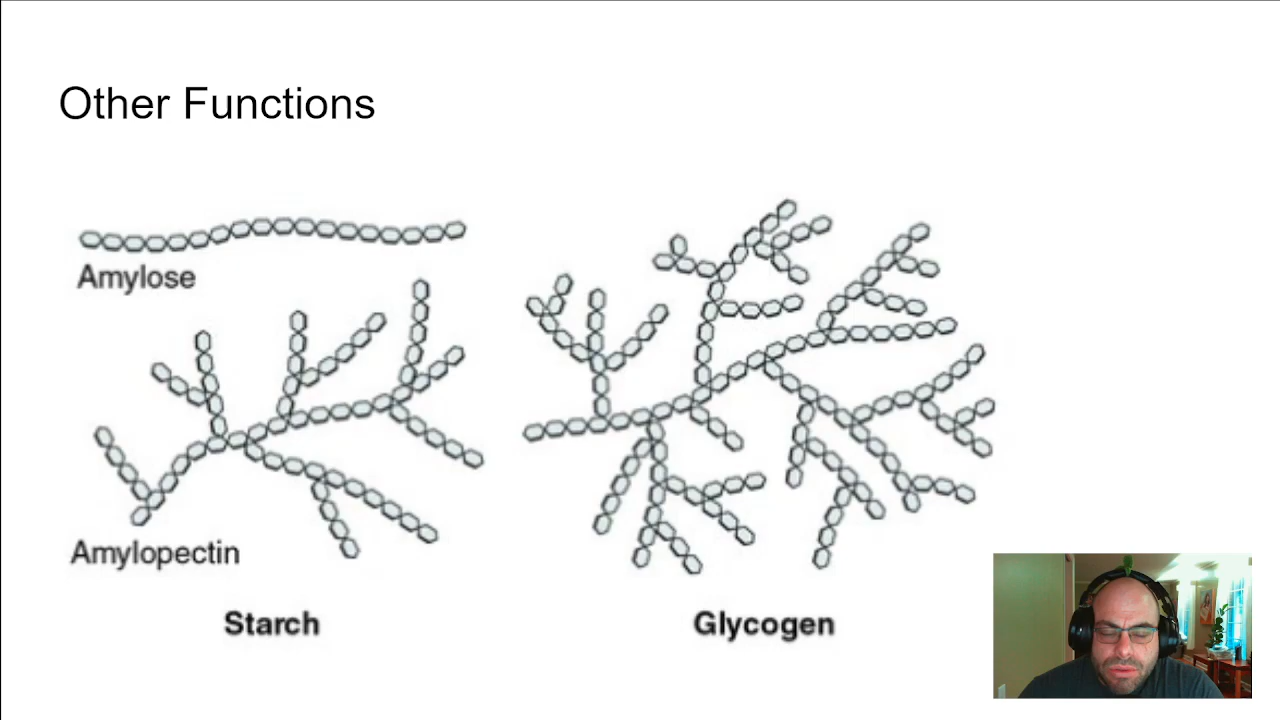 Other Functions
Amylose
Amylopectin
Starch
Glycogen